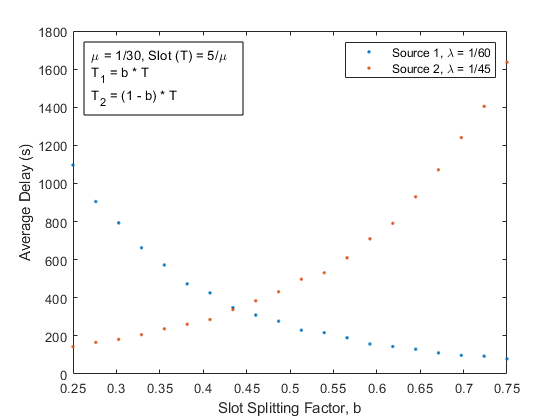 1800
1600
1400
1200
1000
800
600
400
200
0
Average Delay (s)
μ = 1/30, Slot (T) = 5/μ
T1 = b * T
T2 = (1 - b) * T
Source 1, λ = 1/60
Source 2, λ = 1/45
0.25 0.3 0.35 0.4 0.45 0.5 0.55 0.6 0.65 0.7 0.75
Slot Splitting Factor, b